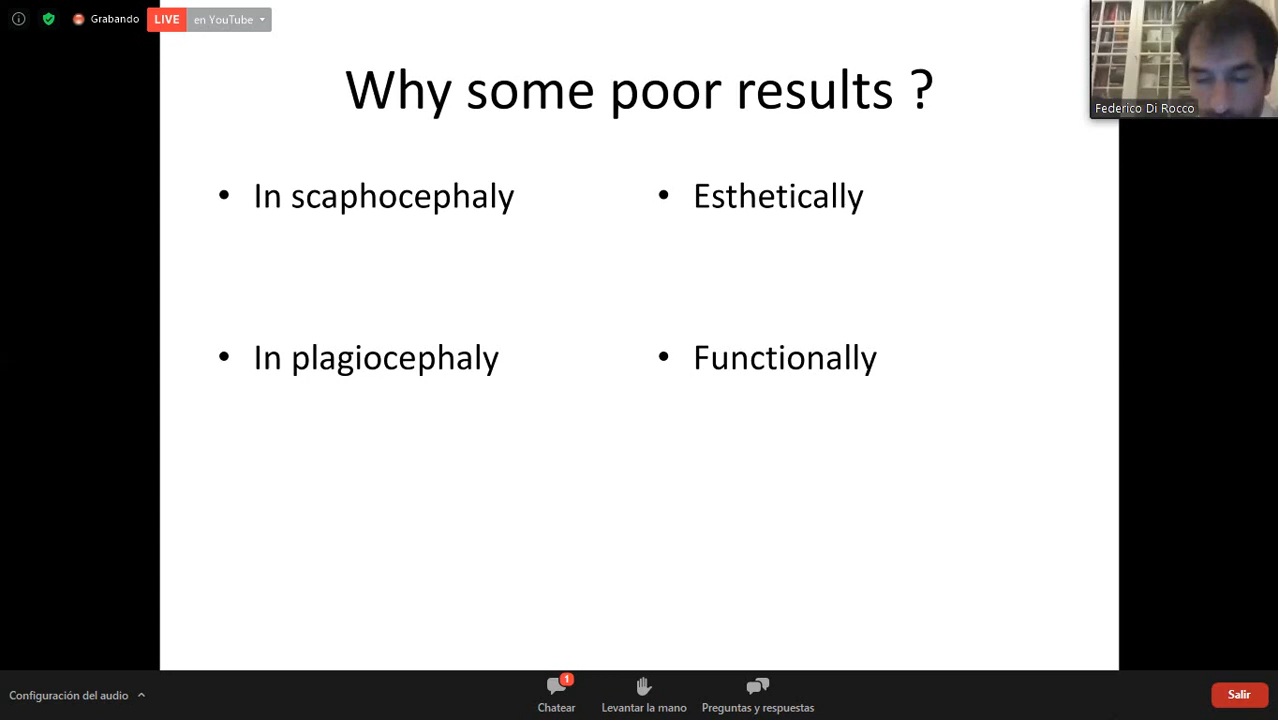 Grabando
LIVE
en YouTube
Federico Di Rocco
Why some poor results ?
• In scaphocephaly
• In plagiocephaly
• Esthetically
• Functionally
Configuración del audio
1
Chatear
Levantar la mano
Preguntas y respuestas
Salir